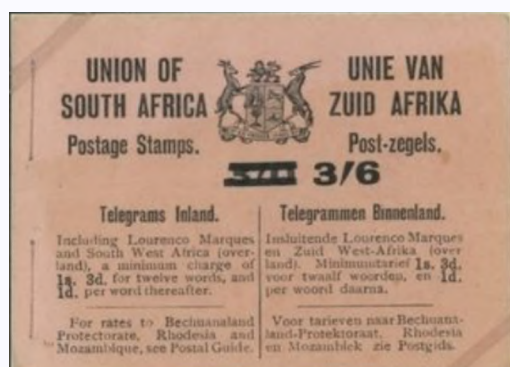 UNION OF
SOUTH AFRICA
Postage Stamps.
UNIE VAN
ZUID AFRIKA
Post-zegels.
3/6
Telegrams Inland.
Including Lourenco Marques
and South West Africa (over-
land), a minimum charge of
1s. 3d. for twelve words, and
1d. per word thereafter.
For rates to Bechuanaland
Protectorate, Rhodesia and
Mozambique, see Postal Guide.
Telegrammen Binnenland.
Insluitende Lourenco Marques
en Zuid West-Afrika (over
land). Minimumtarief 1s. 3d.
voor twaalf woorden, en 1d.
per woord daarna.
Voor tarieven naar Bechuana-
land-Protektoraat, Rhodesia
en Mozambiek zie Postgids.